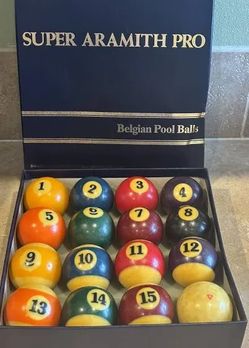 SUPER ARAMITH PRO
Belgian Pool Balls
1 2 3 4
5 6 7 8
9 10 11 12
13 14 15